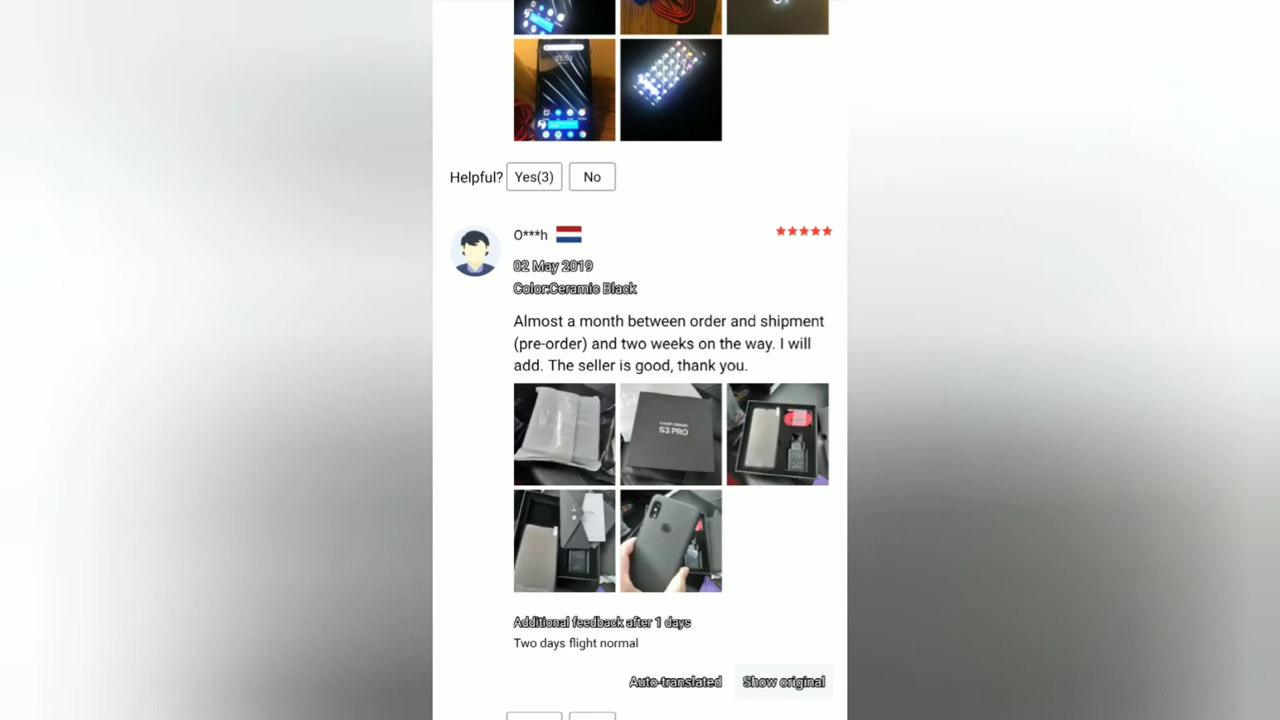 Helpful? Yes(3) No
O***h
02 May 2019
Color:Ceramic Black
Almost a month between order and shipment
(pre-order) and two weeks on the way. I will
add. The seller is good, thank you.
S3 PRO
Additional feedback after 1 days
Two days flight normal
Auto-translated Show original